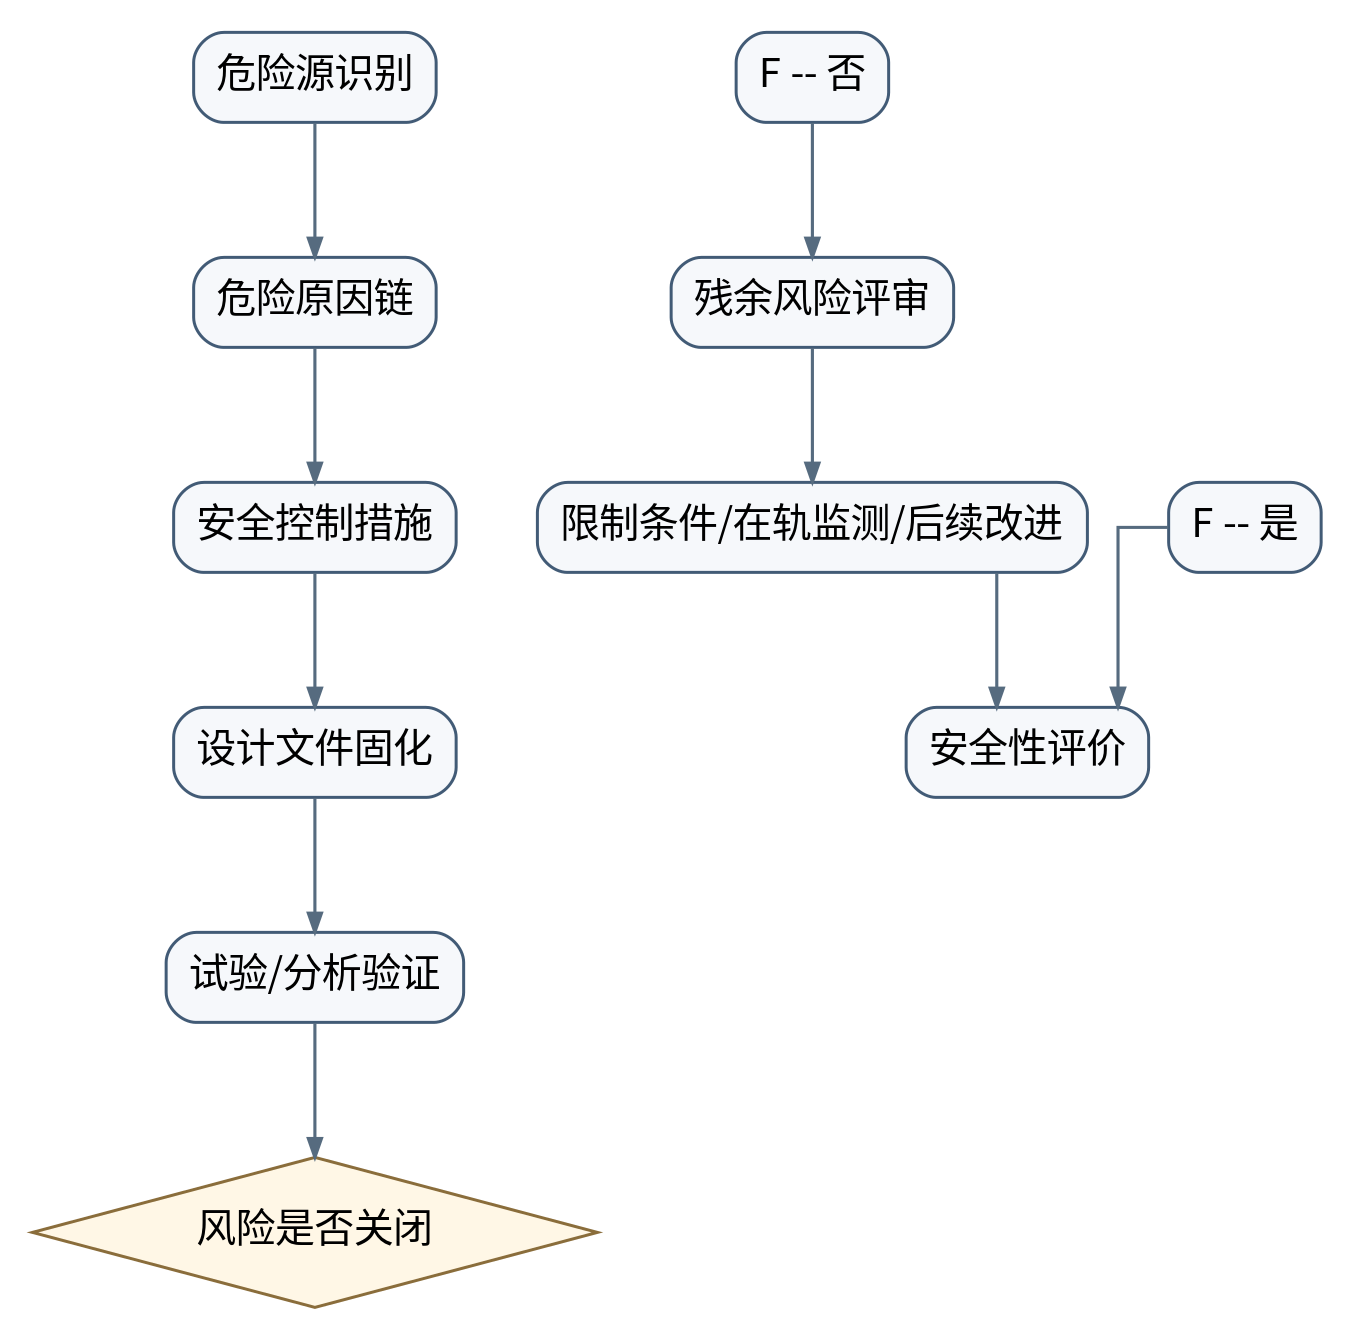 危险源识别
F -- 否
危险原因链
残余风险评审
安全控制措施
限制条件/在轨监测/后续改进
F -- 是
设计文件固化
安全性评价
试验/分析验证
风险是否关闭